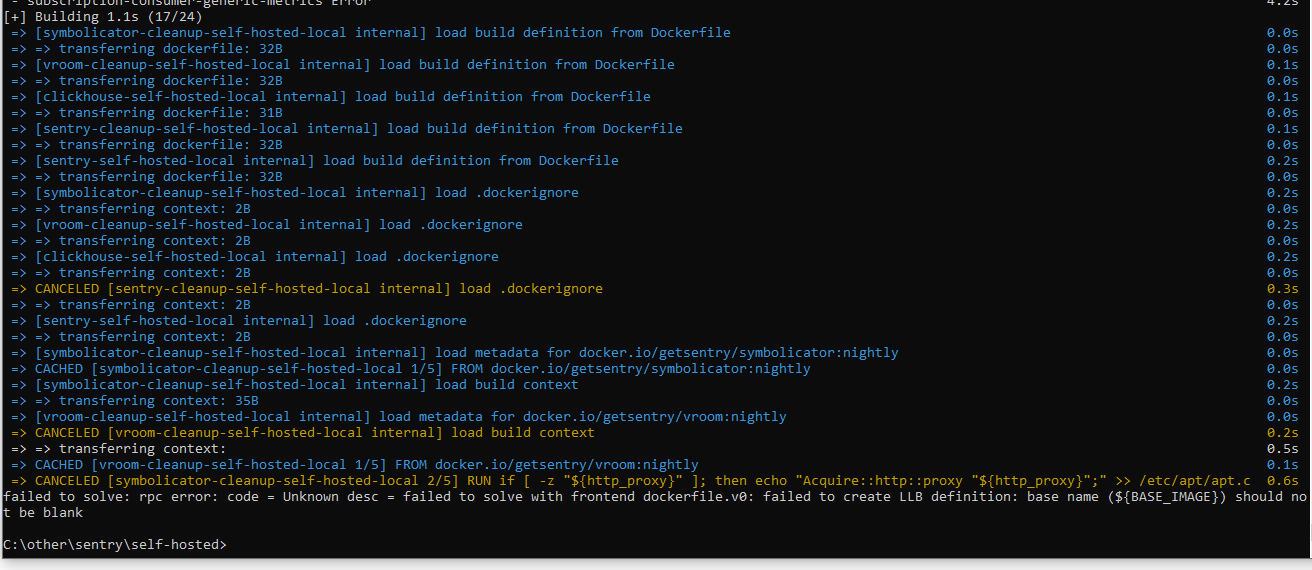 - subscription-consumer-generic-metrics Error 4.2s
[+] Building 1.1s (17/24)
=> [symbolicator-cleanup-self-hosted-local internal] load build definition from Dockerfile 0.0s
=> => transferring dockerfile: 32B 0.0s
=> [vroom-cleanup-self-hosted-local internal] load build definition from Dockerfile 0.1s
=> => transferring dockerfile: 32B 0.0s
=> [clickhouse-self-hosted-local internal] load build definition from Dockerfile 0.1s
=> => transferring dockerfile: 31B 0.0s
=> [sentry-cleanup-self-hosted-local internal] load build definition from Dockerfile 0.1s
=> => transferring dockerfile: 32B 0.0s
=> [sentry-self-hosted-local internal] load build definition from Dockerfile 0.2s
=> => transferring dockerfile: 32B 0.0s
=> [symbolicator-cleanup-self-hosted-local internal] load .dockerignore 0.2s
=> => transferring context: 2B 0.0s
=> [vroom-cleanup-self-hosted-local internal] load .dockerignore 0.2s
=> => transferring context: 2B 0.0s
=> [clickhouse-self-hosted-local internal] load .dockerignore 0.2s
=> => transferring context: 2B 0.0s
=> CANCELED [sentry-cleanup-self-hosted-local internal] load .dockerignore 0.3s
=> => transferring context: 2B 0.0s
=> [sentry-self-hosted-local internal] load .dockerignore 0.2s
=> => transferring context: 2B 0.0s
=> [symbolicator-cleanup-self-hosted-local internal] load metadata for docker.io/getsentry/symbolicator:nightly 0.0s
=> CACHED [symbolicator-cleanup-self-hosted-local 1/5] FROM docker.io/getsentry/symbolicator:nightly 0.0s
=> [symbolicator-cleanup-self-hosted-local internal] load build context 0.2s
=> => transferring context: 35B 0.0s
=> [vroom-cleanup-self-hosted-local internal] load metadata for docker.io/getsentry/vroom:nightly 0.0s
=> CANCELED [vroom-cleanup-self-hosted-local internal] load build context 0.2s
=> => transferring context: 0.5s
=> CACHED [vroom-cleanup-self-hosted-local 1/5] FROM docker.io/getsentry/vroom:nightly 0.1s
=> CANCELED [symbolicator-cleanup-self-hosted-local 2/5] RUN if [ -z "${http_proxy}" ]; then echo "Acquire::http::proxy "${http_proxy}";" >> /etc/apt/apt.c 0.6s
failed to solve: rpc error: code = Unknown desc = failed to solve with frontend dockerfile.v0: failed to create LLB definition: base name (${BASE_IMAGE}) should no
t be blank
C:\other\sentry\self-hosted>